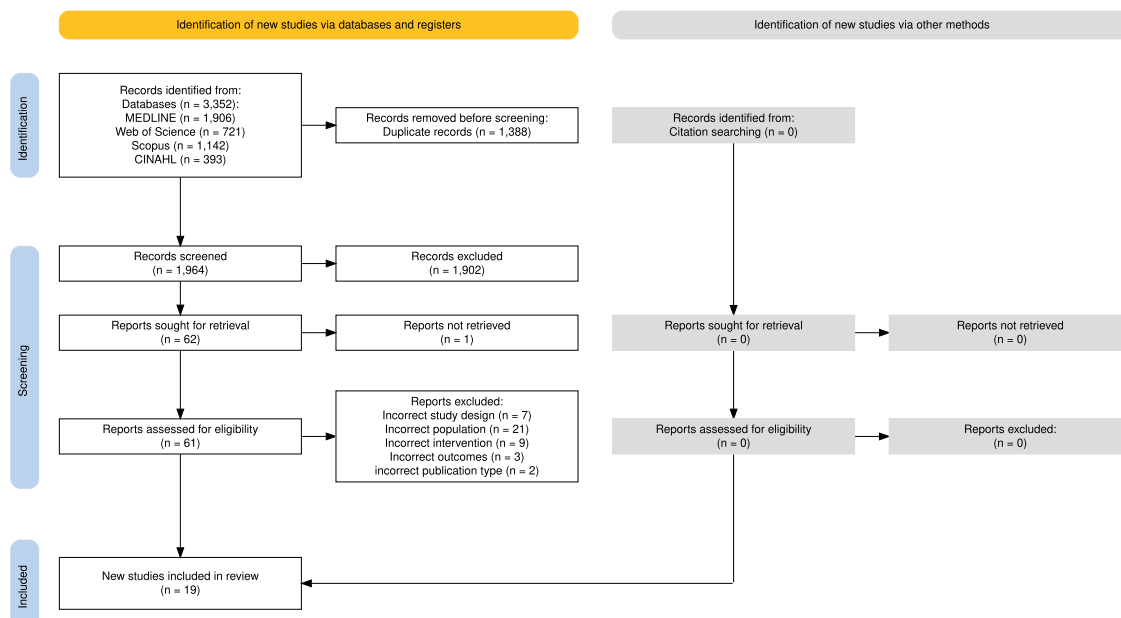 Identification of new studies via databases and registers
Identification of new studies via other methods
Identification
Records identified from:
Databases (n = 3,352):
MEDLINE (n = 1,906)
Web of Science (n = 721)
Scopus (n = 1,142)
CINAHL (n = 393)
Records removed before screening:
Duplicate records (n = 1,388)
Records identified from:
Citation searching (n = 0)
Screening
Records screened
(n = 1,964)
Records excluded
(n = 1,902)
Reports sought for retrieval
(n = 62)
Reports not retrieved
(n = 1)
Reports sought for retrieval
(n = 0)
Reports not retrieved
(n = 0)
Reports assessed for eligibility
(n = 61)
Reports excluded:
Incorrect study design (n = 7)
Incorrect population (n = 21)
Incorrect intervention (n = 9)
Incorrect outcomes (n = 3)
incorrect publication type (n = 2)
Reports assessed for eligibility
(n = 0)
Reports excluded:
(n = 0)
Included
New studies included in review
(n = 19)